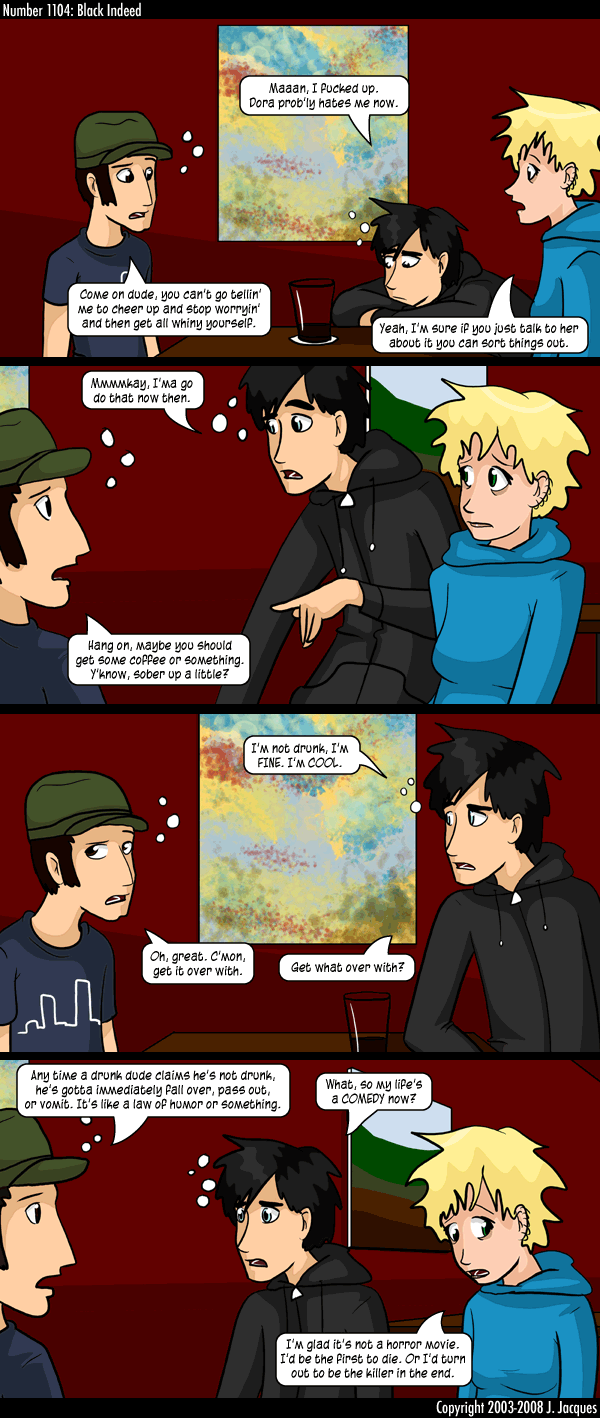 Number 1104: Black Indeed
Maaan, I fucked up.
Dora prob'ly hates me now.
Come on dude, you can't go tellin'
me to cheer up and stop worryin'
and then get all whiny yourself.
Yeah, I'm sure if you just talk to her
about it you can sort things out.
Mmmmkay, I'ma go
do that now then.
Hang on, maybe you should
get some coffee or something.
Y'know, sober up a little?
I'm not drunk, I'm
FINE. I'm COOL.
Oh, great. C'mon,
get it over with.
Get what over with?
Any time a drunk dude claims he's not drunk,
he's gotta immediately fall over, pass out,
or vomit. It's like a law of humor or something.
What, so my life's
a COMEDY now?
I'm glad it's not a horror movie.
I'd be the first to die. Or I'd turn
out to be the killer in the end.
Copyright 2003-2008 J. Jacques